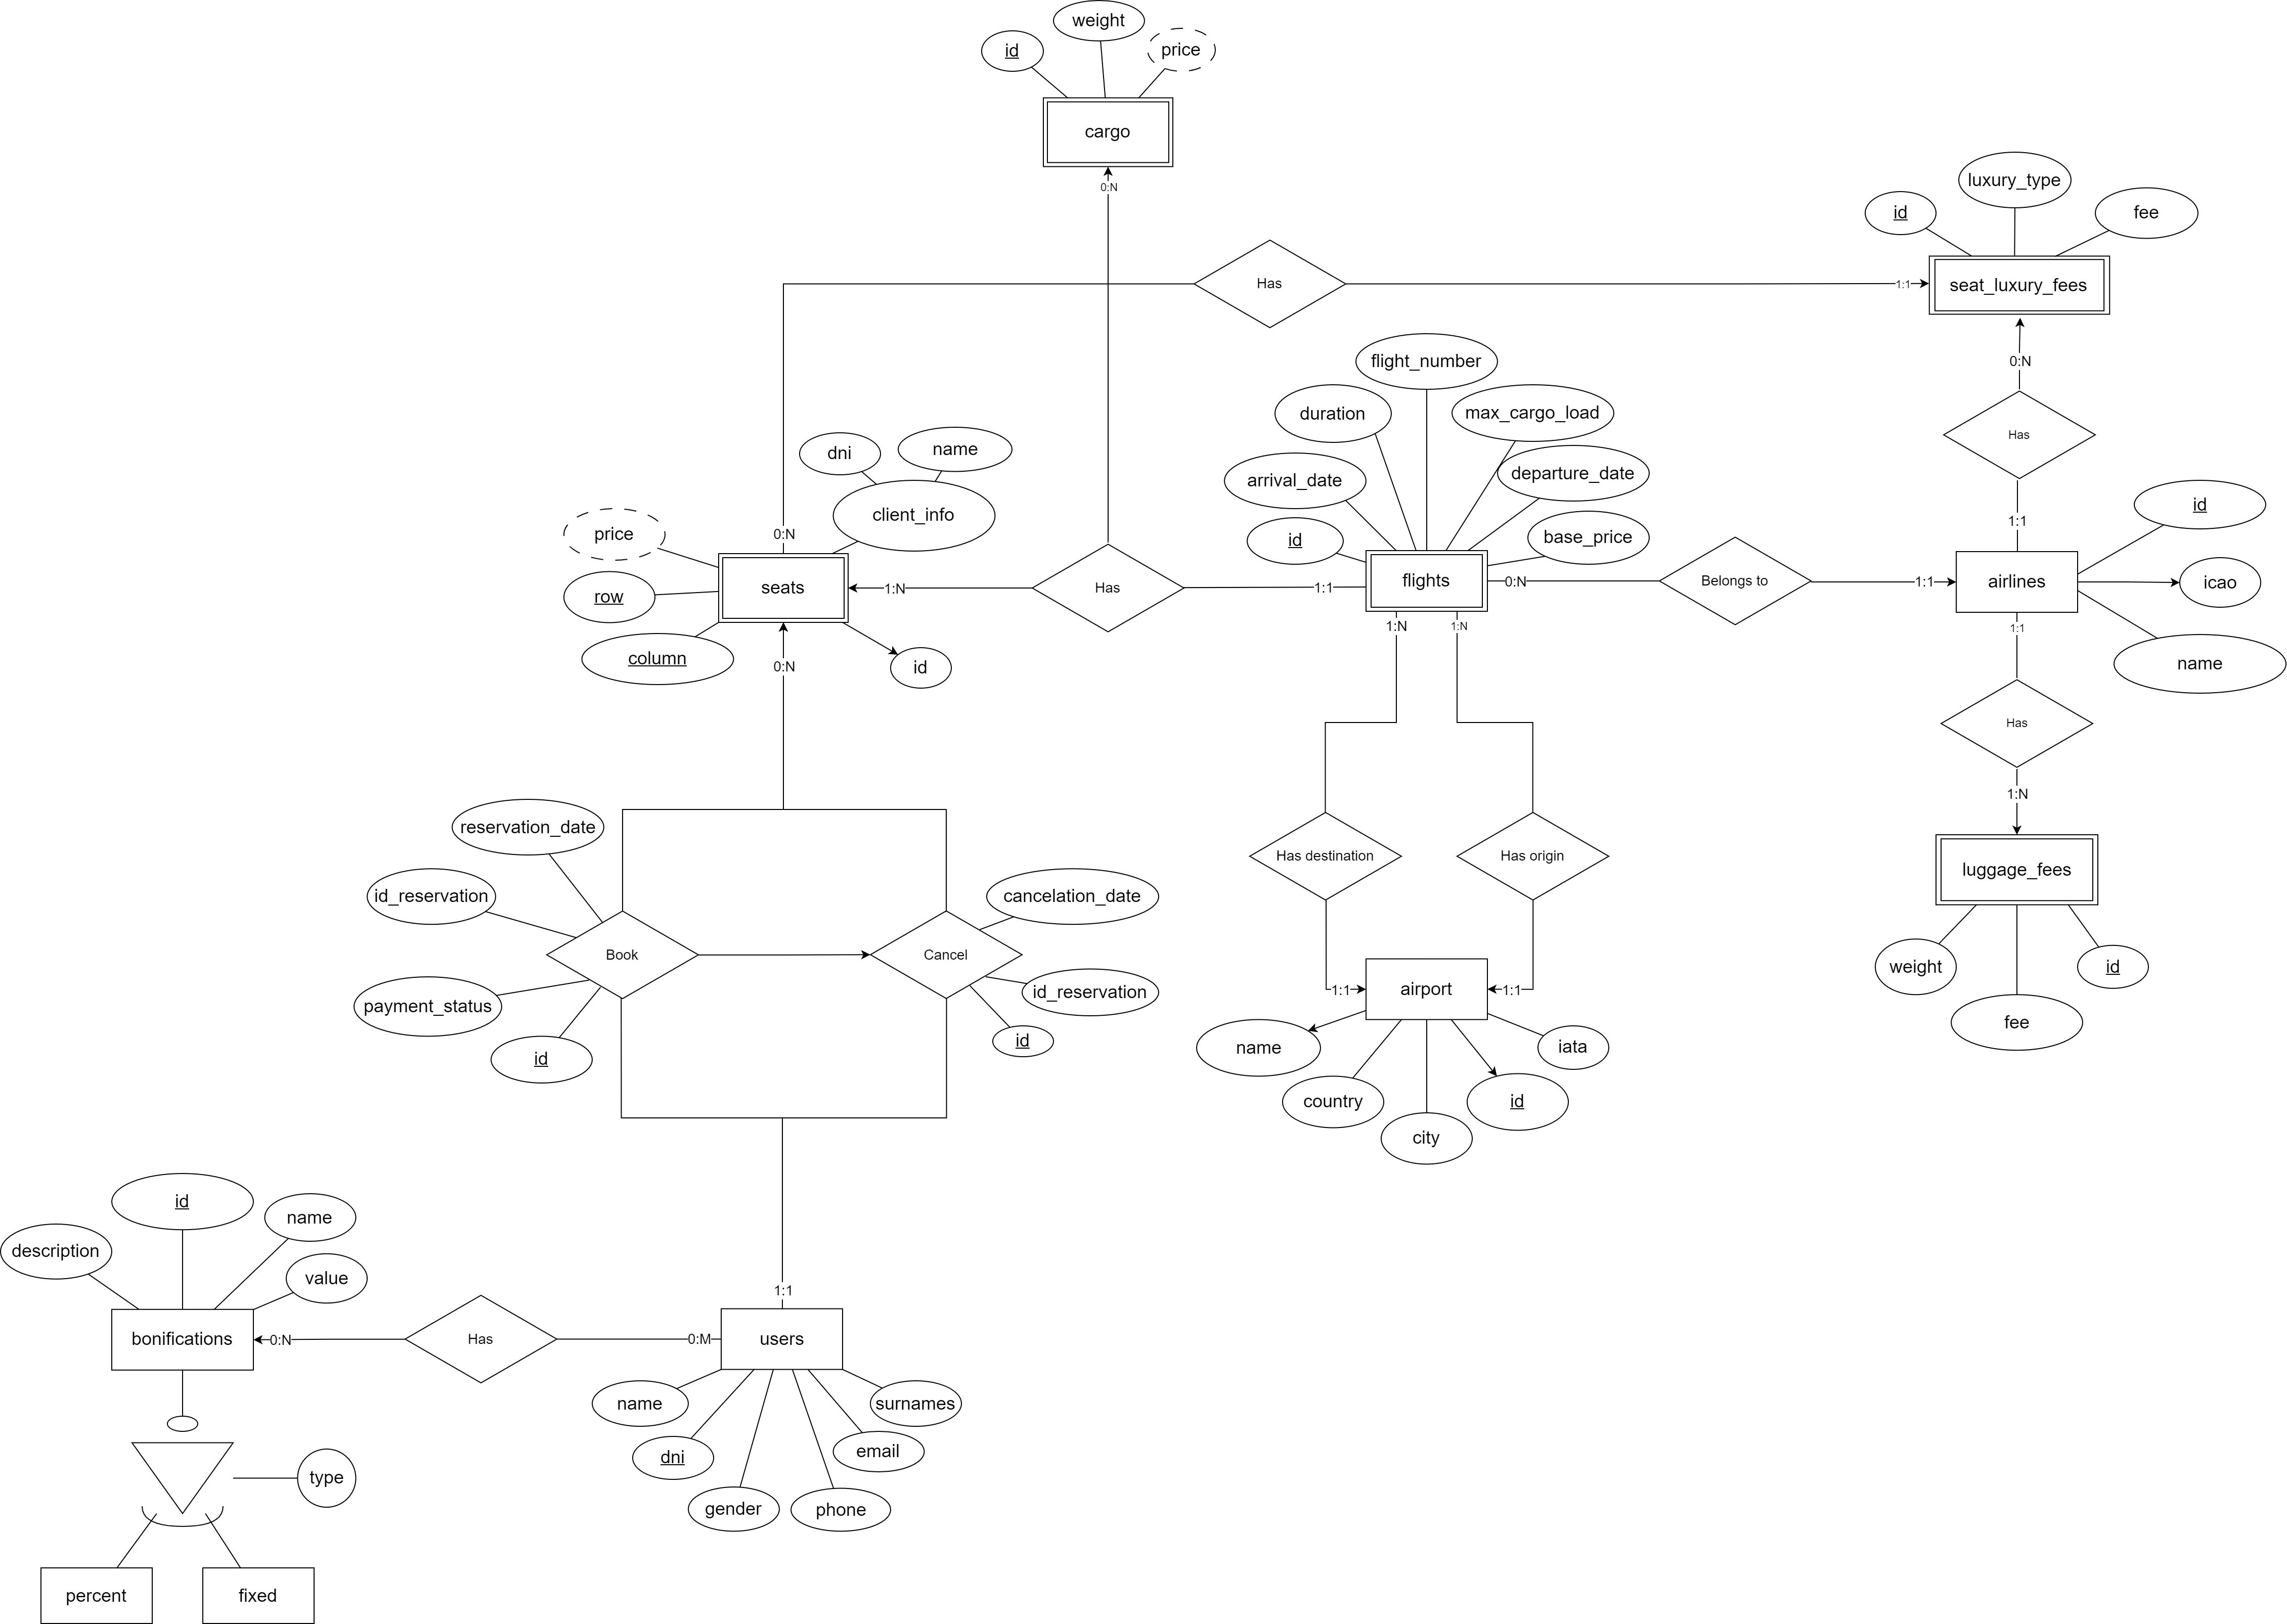 weight
id
price
cargo
0:N
luxury_type
id
fee
Has
1:1
seat_luxury_fees
flight_number
0:N
duration
max_cargo_load
Has
dni
name
arrival_date
departure_date
id
client_info
1:1
price
id
base_price
row
seats
1:N
Has
1:1
flights
0:N
Belongs to
1:1
airlines
icao
0:N
column
0:N
id
1:N
1:N
1:1
name
Has
1:N
reservation_date
Has destination
Has origin
luggage_fees
id_reservation
cancelation_date
Book
Cancel
weight
id
payment_status
id_reservation
1:1
airport
1:1
fee
id
id
name
iata
country
id
city
id
name
description
value
1:1
bonifications
0:N
Has
0:M
users
name
surnames
dni
email
type
gender
phone
percent
fixed